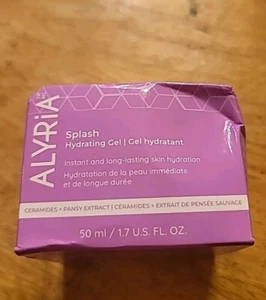 ALYRiA
Splash
Hydrating Gel | Gel hydratant
Instant and long-lasting skin hydration
Hydratation de la peau immédiate
et de longue durée
CERAMIDES + PANSY EXTRACT | CÉRAMIDES + EXTRAIT DE PENSÉE SAUVAGE
50 ml / 1.7 U.S. FL. OZ.